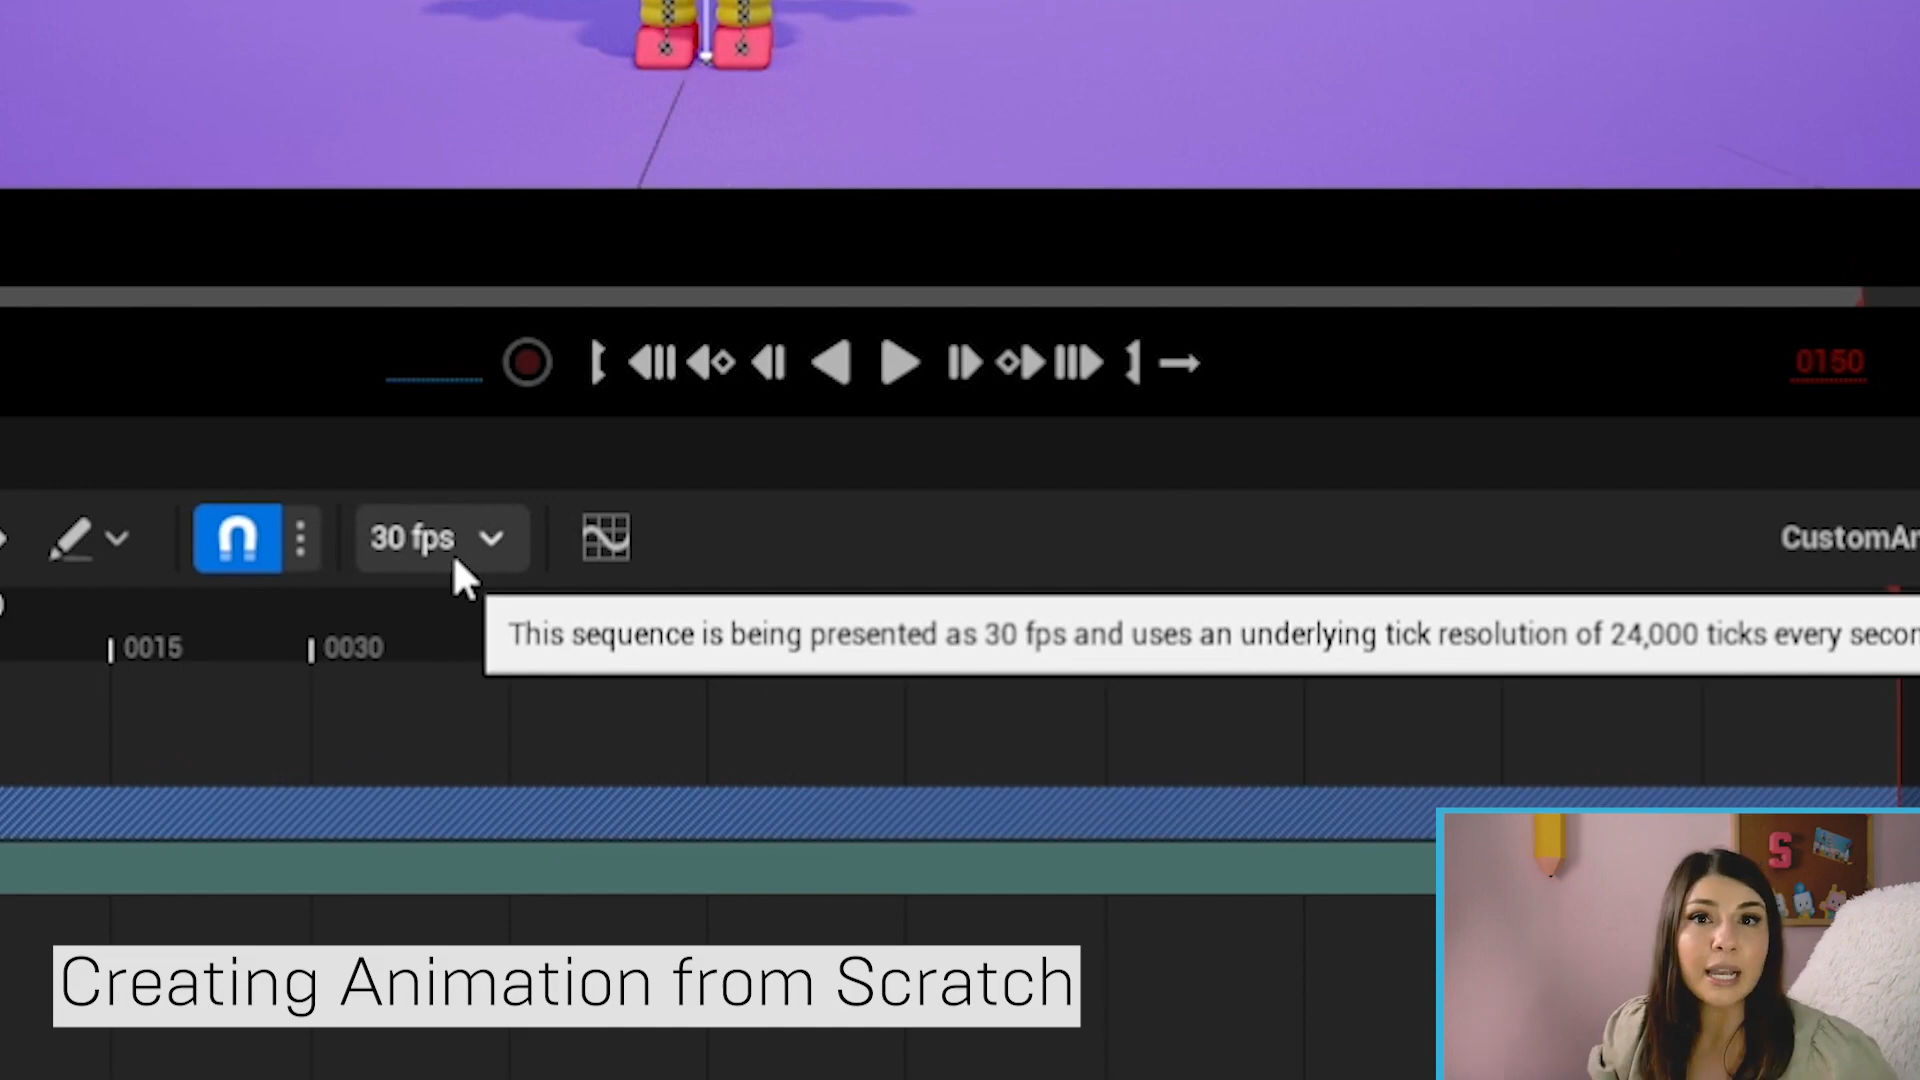 0150
30 fps
CustomAn
0015
0030
This sequence is being presented as 30 fps and uses an underlying tick resolution of 24,000 ticks every secon
S
Creating Animation from Scratch